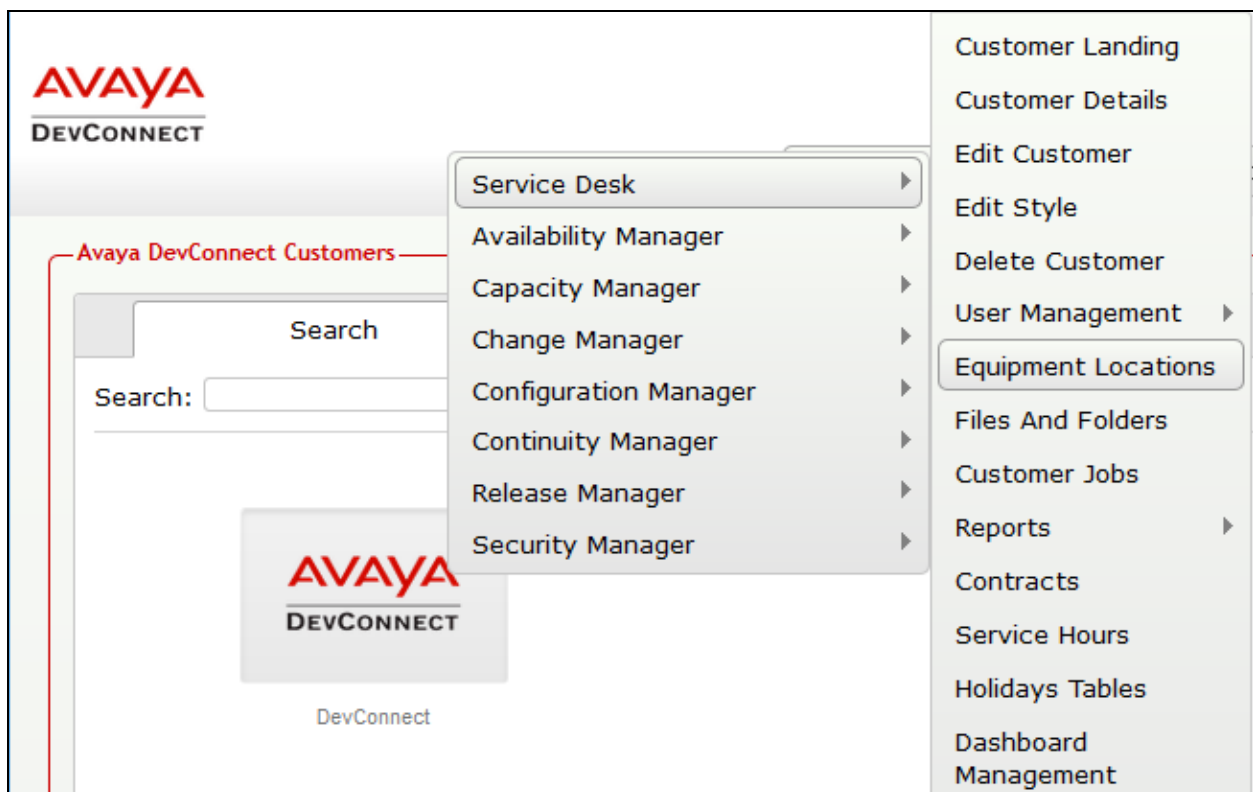 AVAYA
DEVCONNECT
Avaya DevConnect Customers
Search
Search:
AVAYA
DEVCONNECT
DevConnect
Service Desk
Availability Manager
Capacity Manager
Change Manager
Configuration Manager
Continuity Manager
Release Manager
Security Manager
Customer Landing
Customer Details
Edit Customer
Edit Style
Delete Customer
User Management
Equipment Locations
Files And Folders
Customer Jobs
Reports
Contracts
Service Hours
Holidays Tables
Dashboard
Management